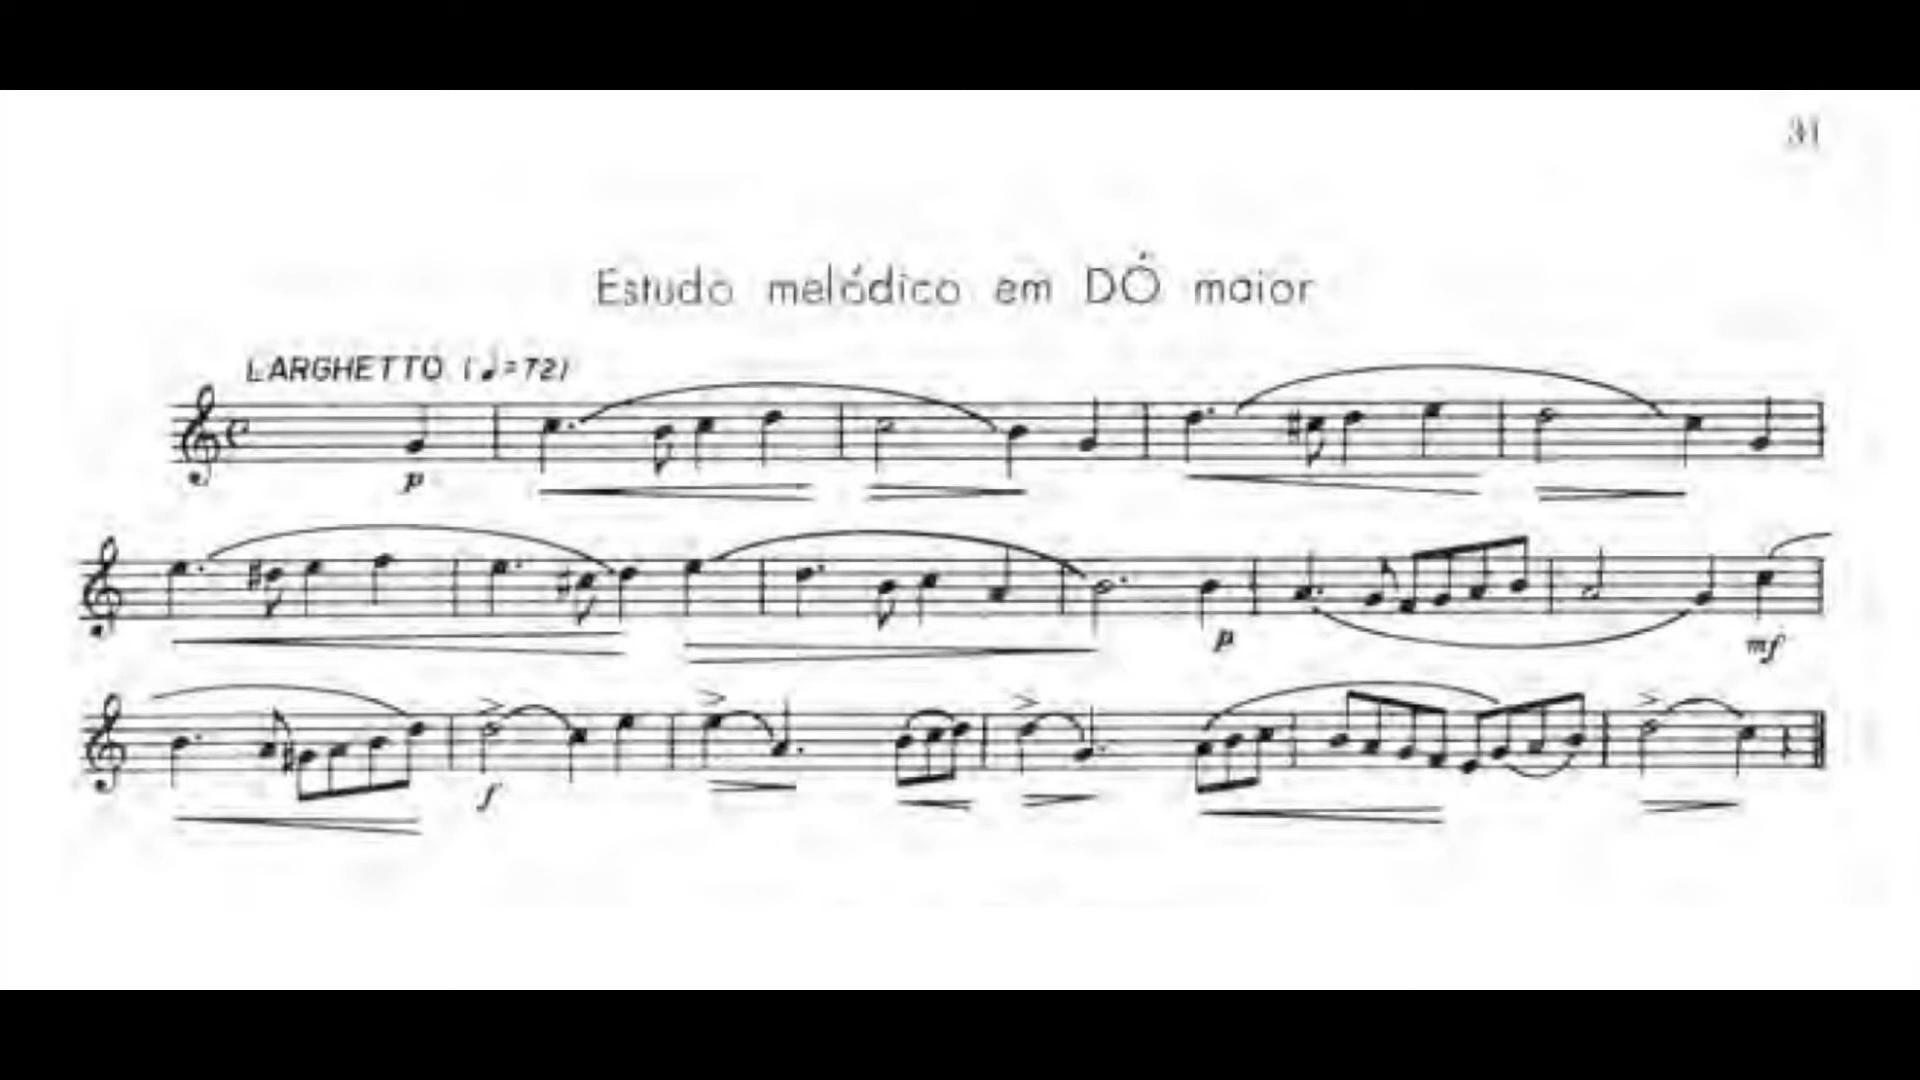 31
Estudo melódico em DÓ maior
LARGHETTO (♩=72)
p
p
mf
f